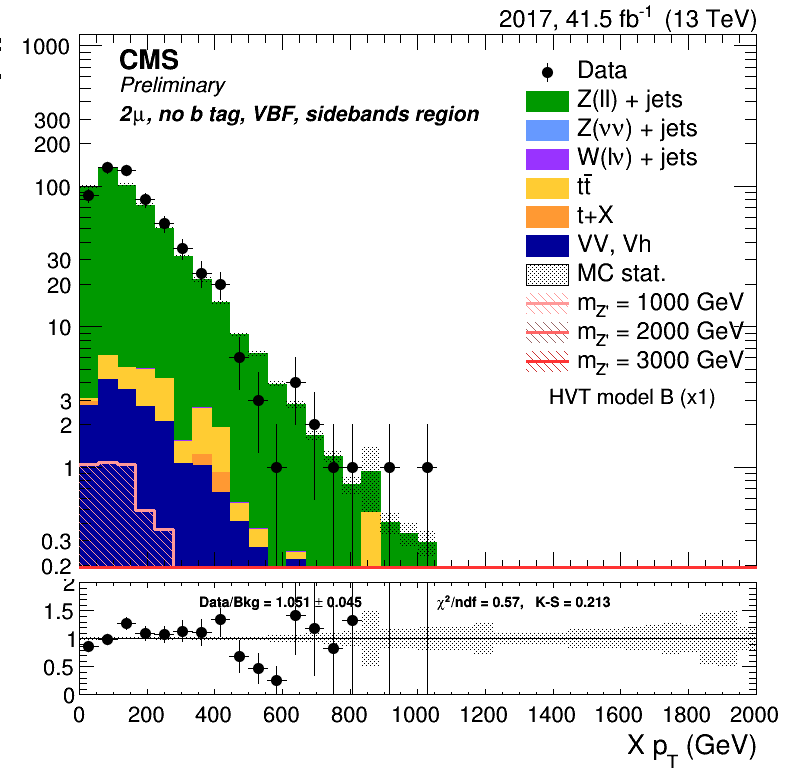 2017, 41.5 fb⁻¹ (13 TeV)
CMS
Preliminary
2μ, no b tag, VBF, sidebands region
Data
Z(ll) + jets
Z(νν) + jets
W(lν) + jets
tt̄
t+X
VV, Vh
MC stat.
m_Z' = 1000 GeV
m_Z' = 2000 GeV
m_Z' = 3000 GeV
HVT model B (x1)
1000
300
200
100
30
20
10
3
2
1
0.3
0.2
Data/Bkg = 1.051 ± 0.045
χ²/ndf = 0.57, K-S = 0.213
2
1.5
1
0.5
0
0 200 400 600 800 1000 1200 1400 1600 1800 2000
X p_T (GeV)